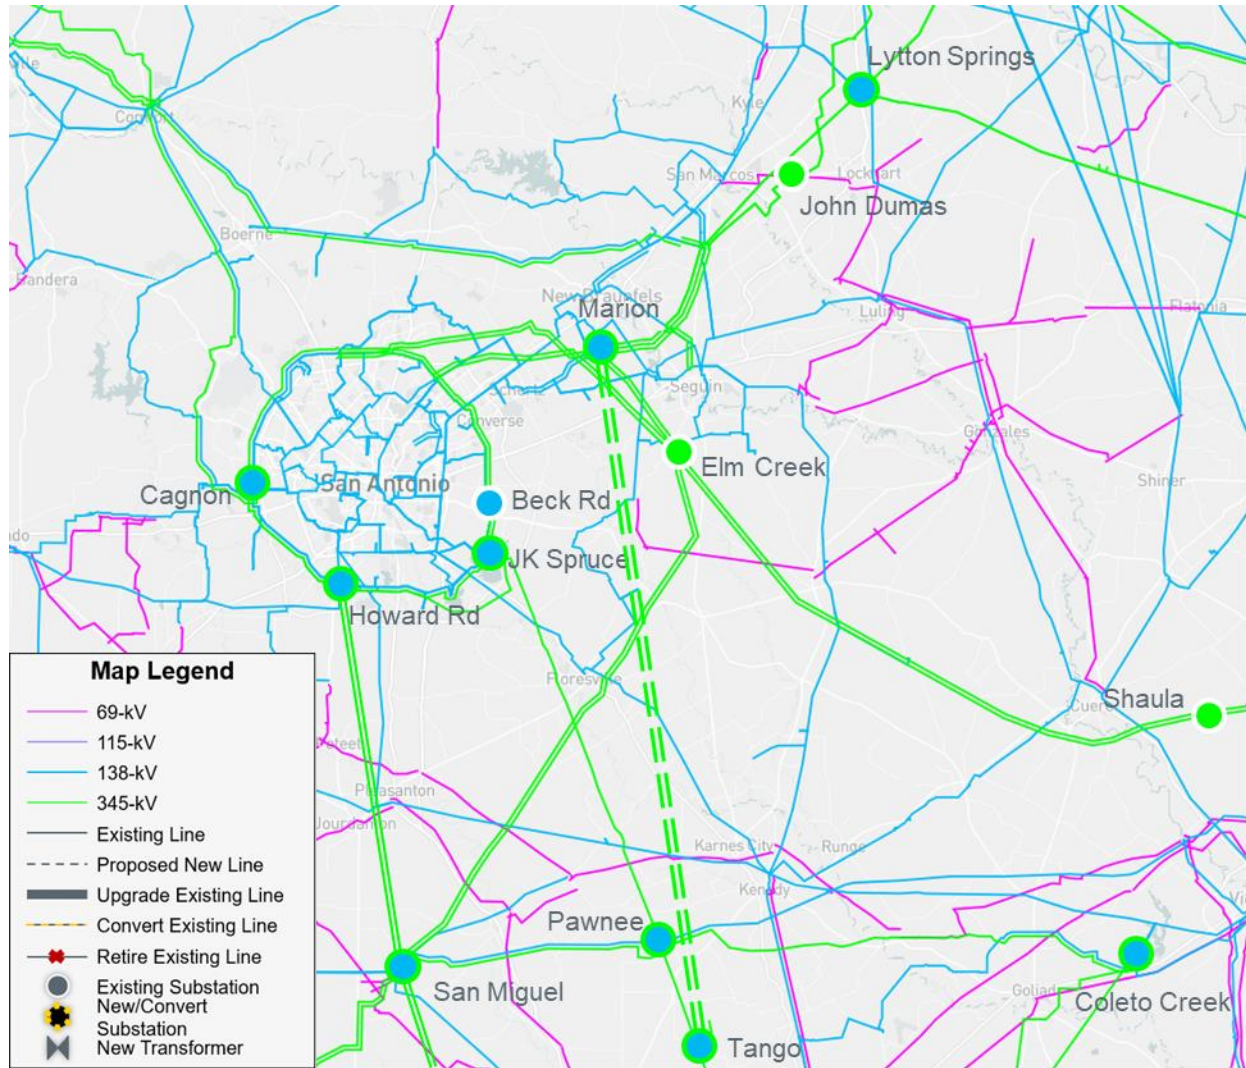 Lytton Springs
Kyle
Comfort
San Marcos
Lockhart
John Dumas
Boerne
Bandera
New Braunfels
Marion
Luling
Flatonia
Schertz
Seguin
Converse
Gonzales
Elm Creek
Cagnon
San Antonio
Beck Rd
Shiner
JK Spruce
Howard Rd
Floresville
Shaula
Cuero
Map Legend
69-kV
115-kV
138-kV
345-kV
Existing Line
Proposed New Line
Upgrade Existing Line
Convert Existing Line
Retire Existing Line
Existing Substation
New/Convert
Substation
New Transformer
Poteet
Pleasanton
Jourdanton
Karnes City
Runge
Kenedy
Pawnee
San Miguel
Goliad
Coleto Creek
Tango